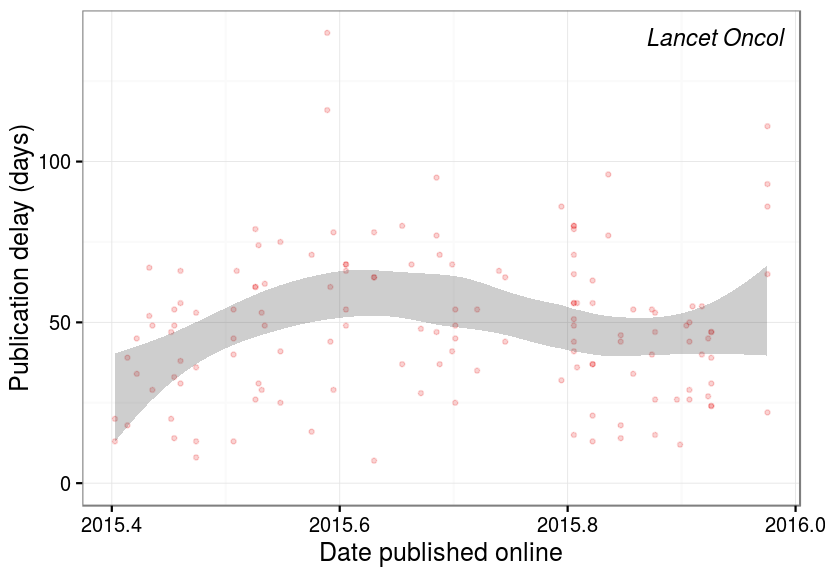 Lancet Oncol
Publication delay (days)
100
50
0
2015.4
2015.6
2015.8
2016.0
Date published online